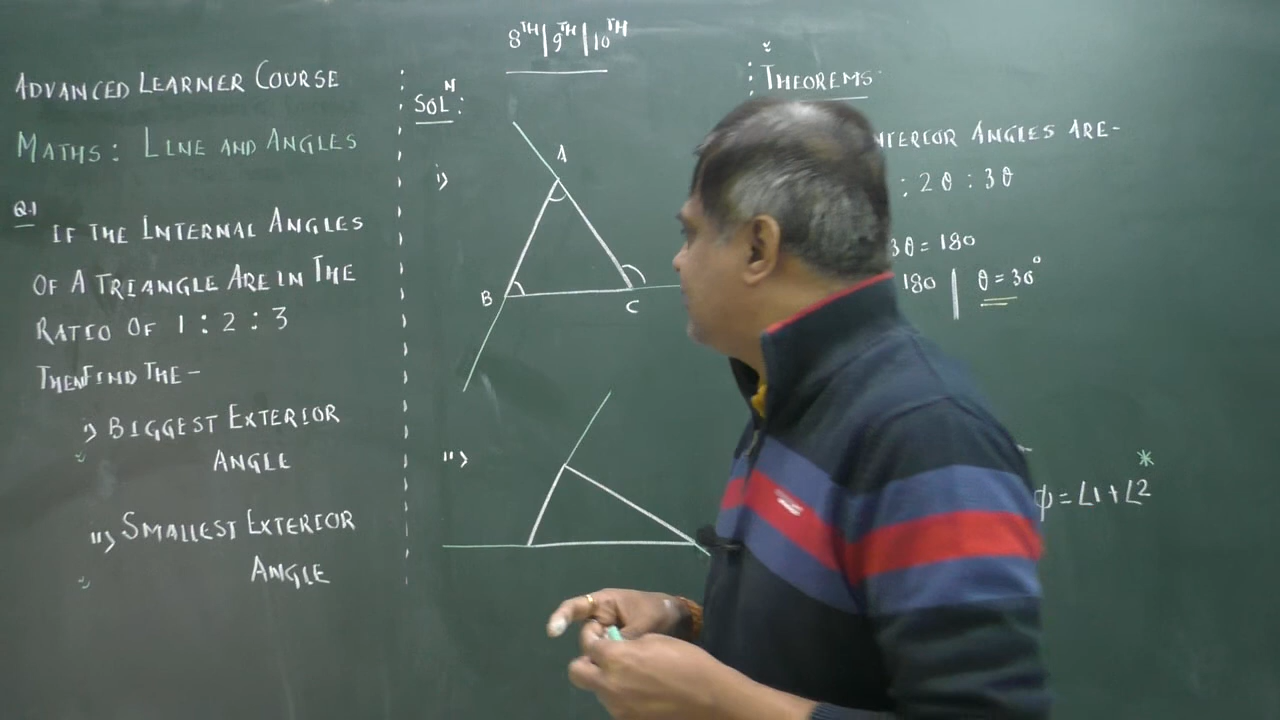 8TH|9TH|10TH
ADVANCED LEARNER COURSE
MATHS: LINE AND ANGLES
Q.1
IF THE INTERNAL ANGLES
OF A TRIANGLE ARE IN THE
RATIO OF 1 : 2 : 3
THEN FIND THE -
i) BIGGEST EXTERIOR
ANGLE
ii) SMALLEST EXTERIOR
ANGLE
SOLN:
i)
A
B
C
ii)
THEOREMS:
INTERIOR ANGLES ARE-
: 2θ : 3θ
3θ = 180
180 | θ = 30°
*
ϕ = ∠1 + ∠2